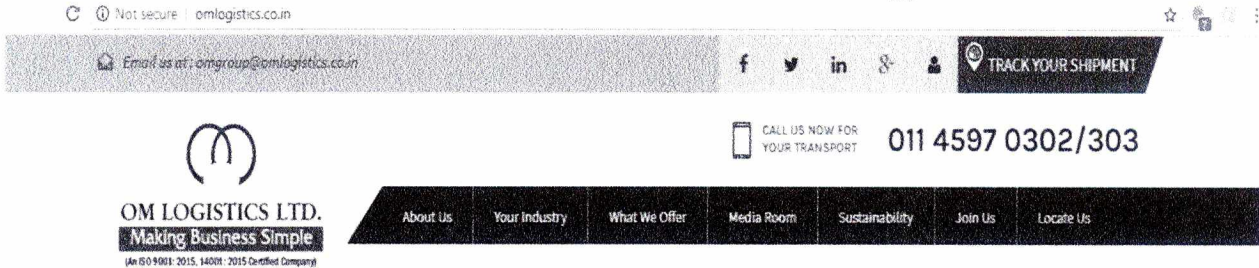 Not secure omlogistics.co.in
Email us at : omgroup@omlogistics.co.in
f in 8+ TRACK YOUR SHIPMENT
CALL US NOW FOR
YOUR TRANSPORT
011 4597 0302/303
OM LOGISTICS LTD.
Making Business Simple
(An ISO 9001: 2015, 14001 : 2015 Certified Company)
About Us Your Industry What We Offer Media Room Sustainability Join Us Locate Us